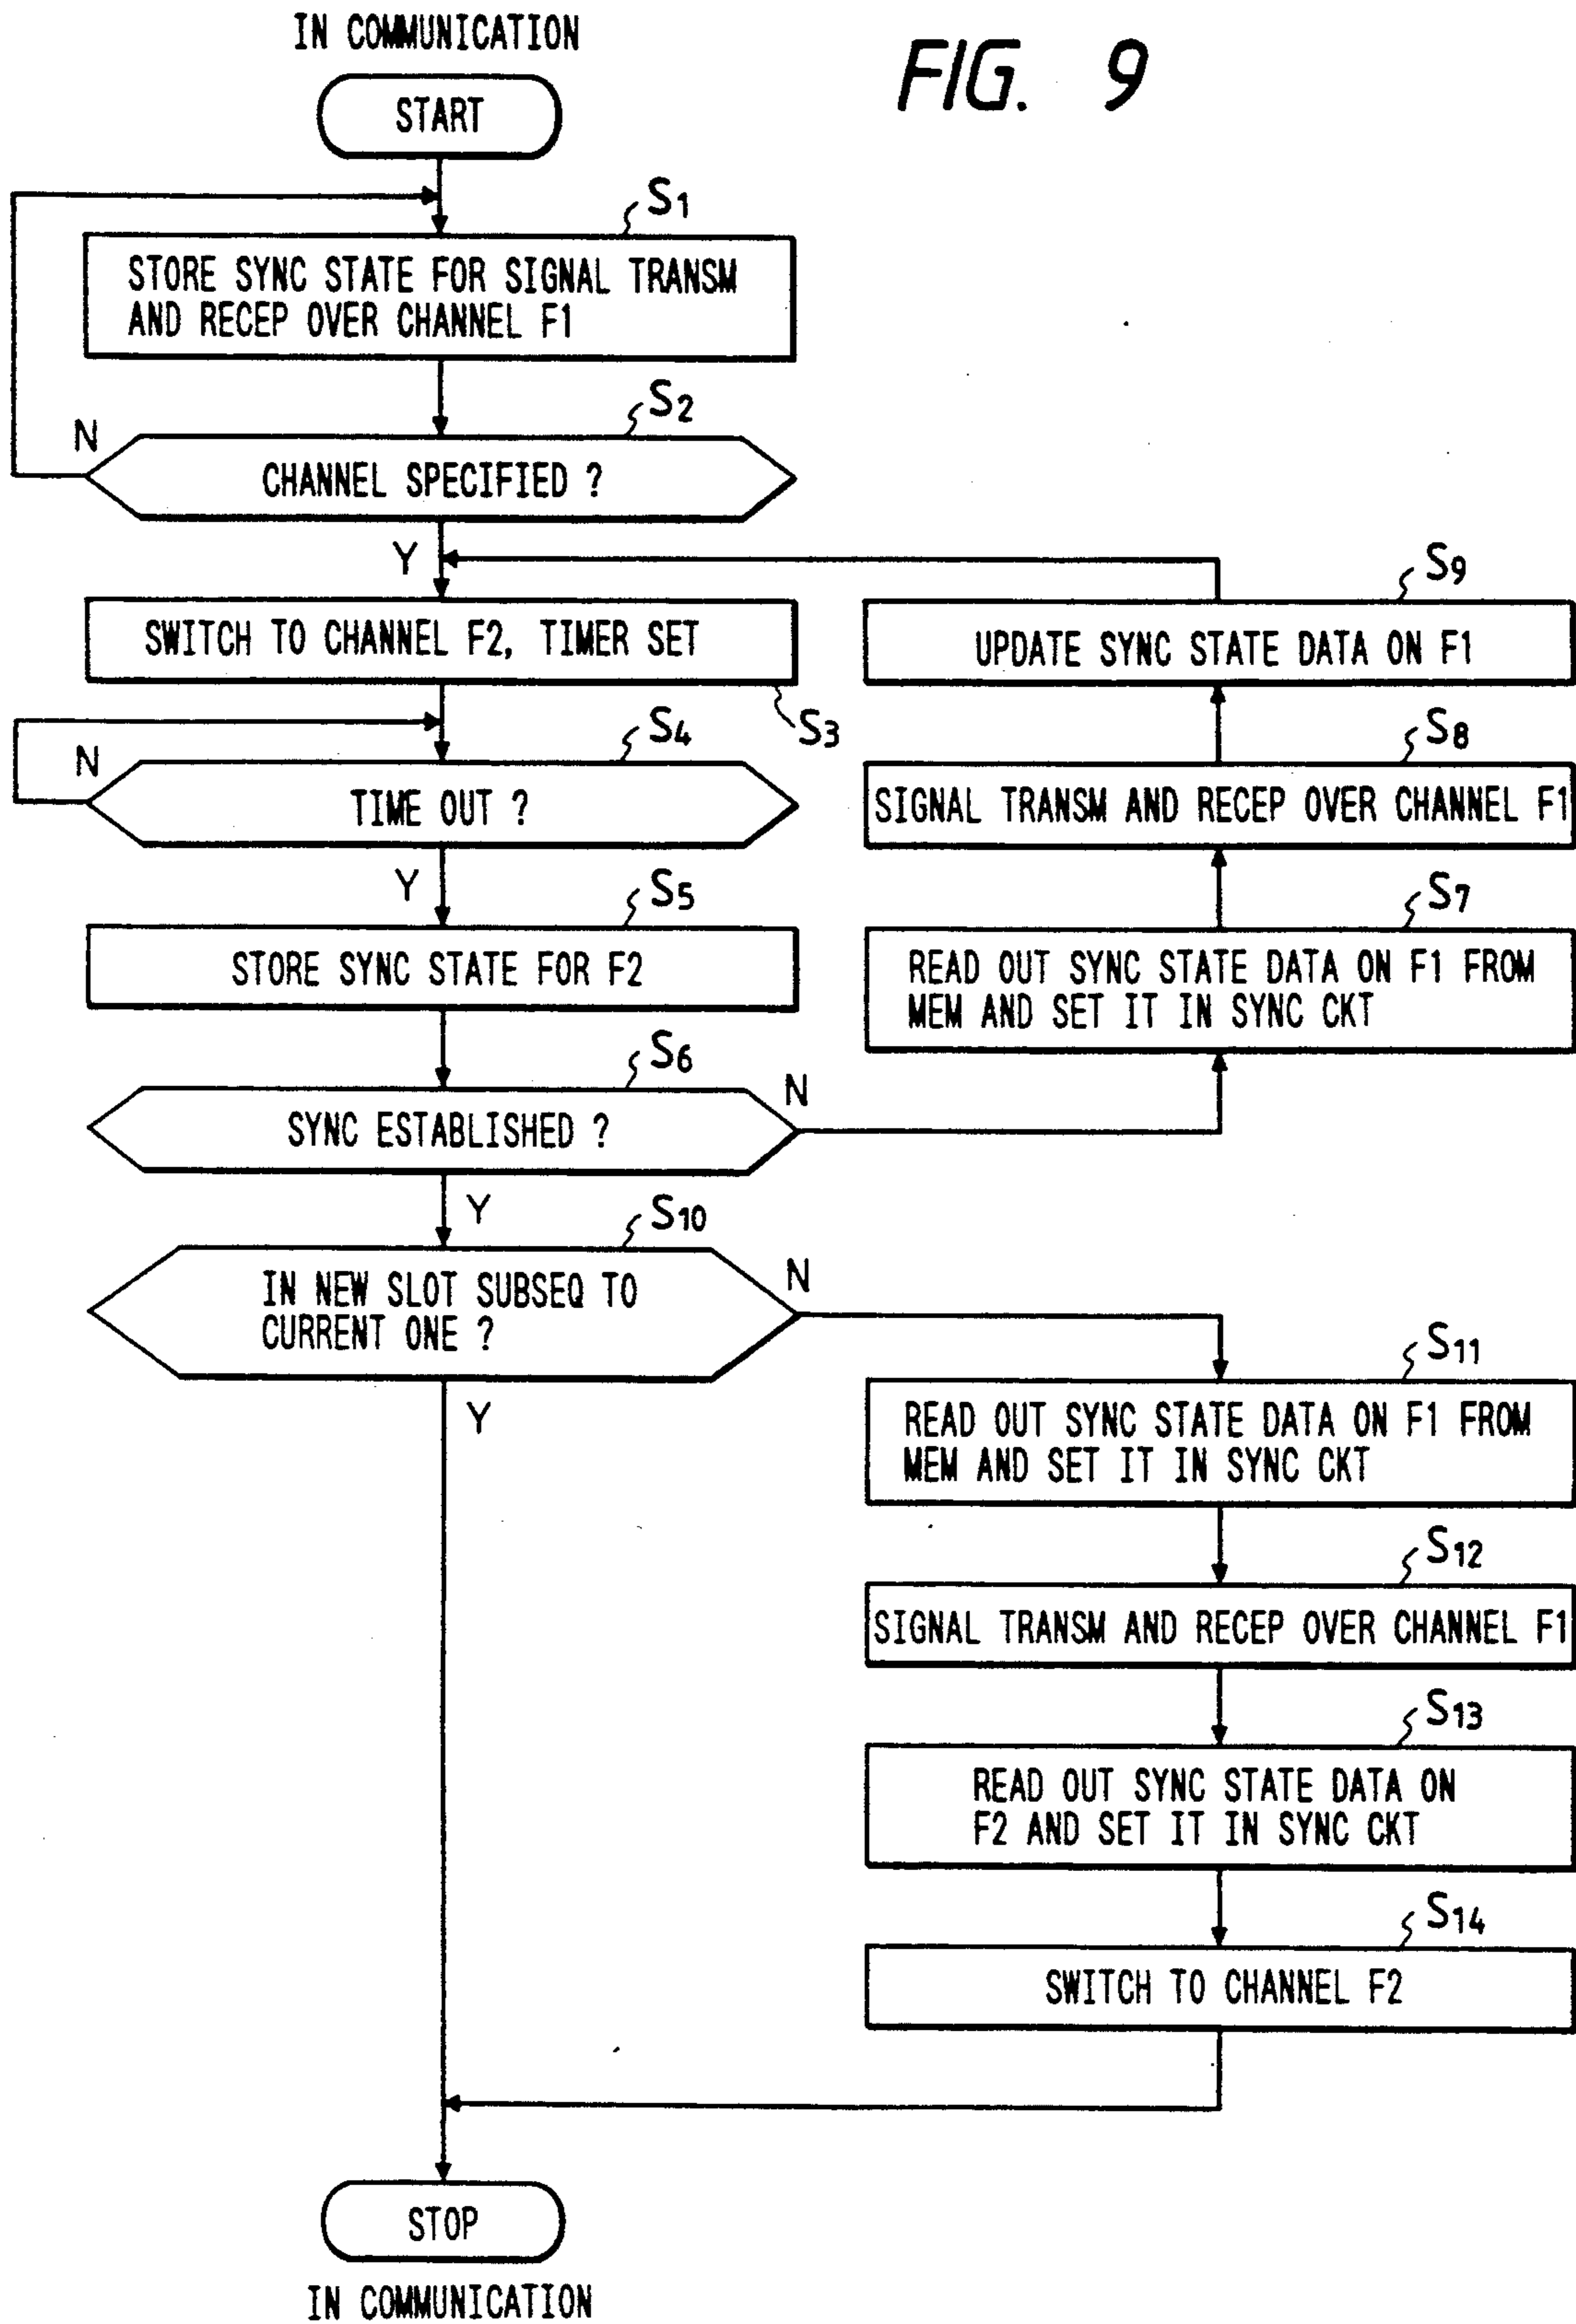 IN COMMUNICATION
FIG. 9
START
S1
STORE SYNC STATE FOR SIGNAL TRANSM
AND RECEP OVER CHANNEL F1
S2
N
CHANNEL SPECIFIED ?
Y
SWITCH TO CHANNEL F2, TIMER SET
S3
S4
N
TIME OUT ?
Y
S5
STORE SYNC STATE FOR F2
S6
SYNC ESTABLISHED ?
N
Y
S7
READ OUT SYNC STATE DATA ON F1 FROM
MEM AND SET IT IN SYNC CKT
S8
SIGNAL TRANSM AND RECEP OVER CHANNEL F1
S9
UPDATE SYNC STATE DATA ON F1
S10
IN NEW SLOT SUBSEQ TO
CURRENT ONE ?
N
Y
S11
READ OUT SYNC STATE DATA ON F1 FROM
MEM AND SET IT IN SYNC CKT
S12
SIGNAL TRANSM AND RECEP OVER CHANNEL F1
S13
READ OUT SYNC STATE DATA ON
F2 AND SET IT IN SYNC CKT
S14
SWITCH TO CHANNEL F2
STOP
IN COMMUNICATION